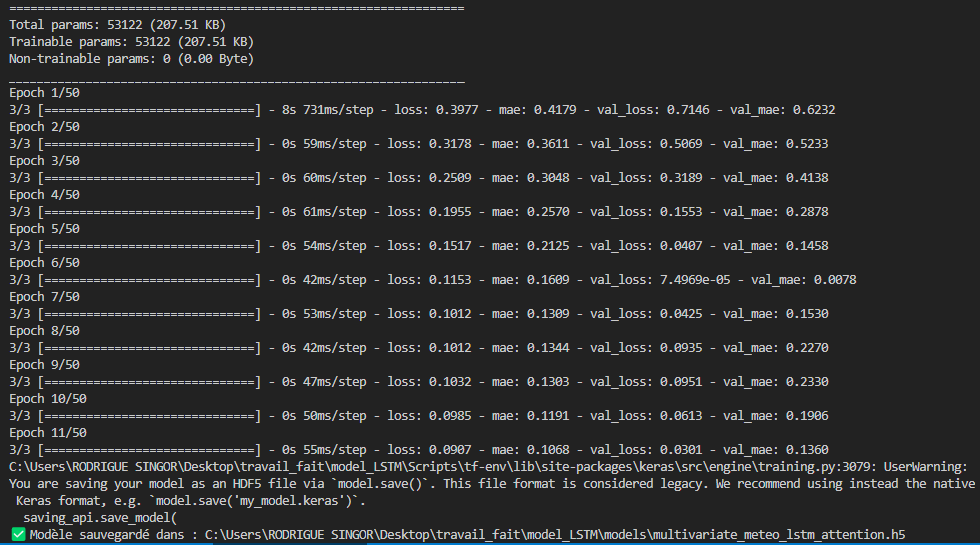 =================================================================
Total params: 53122 (207.51 KB)
Trainable params: 53122 (207.51 KB)
Non-trainable params: 0 (0.00 Byte)
_________________________________________________________________
Epoch 1/50
3/3 [==============================] - 8s 731ms/step - loss: 0.3977 - mae: 0.4179 - val_loss: 0.7146 - val_mae: 0.6232
Epoch 2/50
3/3 [==============================] - 0s 59ms/step - loss: 0.3178 - mae: 0.3611 - val_loss: 0.5069 - val_mae: 0.5233
Epoch 3/50
3/3 [==============================] - 0s 60ms/step - loss: 0.2509 - mae: 0.3048 - val_loss: 0.3189 - val_mae: 0.4138
Epoch 4/50
3/3 [==============================] - 0s 61ms/step - loss: 0.1955 - mae: 0.2570 - val_loss: 0.1553 - val_mae: 0.2878
Epoch 5/50
3/3 [==============================] - 0s 54ms/step - loss: 0.1517 - mae: 0.2125 - val_loss: 0.0407 - val_mae: 0.1458
Epoch 6/50
3/3 [==============================] - 0s 42ms/step - loss: 0.1153 - mae: 0.1609 - val_loss: 7.4969e-05 - val_mae: 0.0078
Epoch 7/50
3/3 [==============================] - 0s 53ms/step - loss: 0.1012 - mae: 0.1309 - val_loss: 0.0425 - val_mae: 0.1530
Epoch 8/50
3/3 [==============================] - 0s 42ms/step - loss: 0.1012 - mae: 0.1344 - val_loss: 0.0935 - val_mae: 0.2270
Epoch 9/50
3/3 [==============================] - 0s 47ms/step - loss: 0.1032 - mae: 0.1303 - val_loss: 0.0951 - val_mae: 0.2330
Epoch 10/50
3/3 [==============================] - 0s 50ms/step - loss: 0.0985 - mae: 0.1191 - val_loss: 0.0613 - val_mae: 0.1906
Epoch 11/50
3/3 [==============================] - 0s 55ms/step - loss: 0.0907 - mae: 0.1068 - val_loss: 0.0301 - val_mae: 0.1360
C:\Users\RODRIGUE SINGOR\Desktop\travail_fait\model_LSTM\Scripts\tf-env\lib\site-packages\keras\src\engine\training.py:3079: UserWarning:
You are saving your model as an HDF5 file via `model.save()`. This file format is considered legacy. We recommend using instead the native
Keras format, e.g. `model.save('my_model.keras')`.
saving_api.save_model(
✅ Modèle sauvegardé dans : C:\Users\RODRIGUE SINGOR\Desktop\travail_fait\model_LSTM\models\multivariate_meteo_lstm_attention.h5